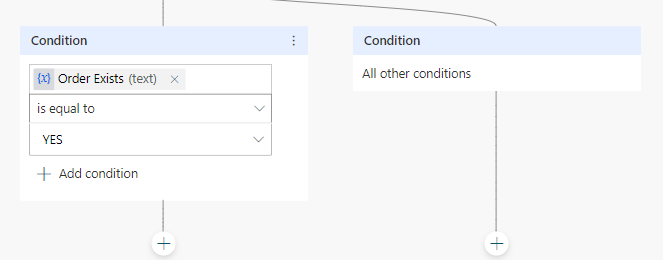 Condition
{x} Order Exists (text)
is equal to
YES
Add condition
Condition
All other conditions